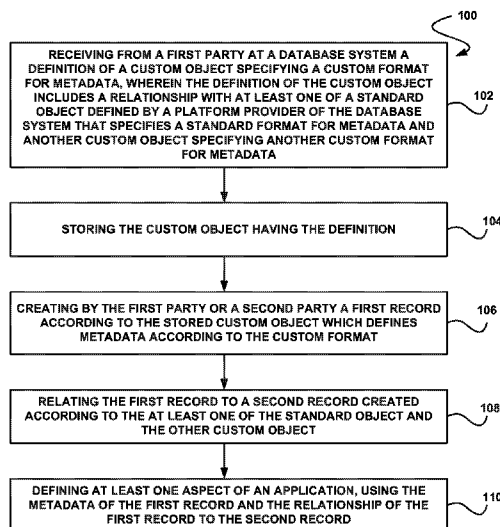 100
RECEIVING FROM A FIRST PARTY AT A DATABASE SYSTEM A
DEFINITION OF A CUSTOM OBJECT SPECIFYING A CUSTOM FORMAT
FOR METADATA, WHEREIN THE DEFINITION OF THE CUSTOM OBJECT
INCLUDES A RELATIONSHIP WITH AT LEAST ONE OF A STANDARD
OBJECT DEFINED BY A PLATFORM PROVIDER OF THE DATABASE
SYSTEM THAT SPECIFIES A STANDARD FORMAT FOR METADATA AND
ANOTHER CUSTOM OBJECT SPECIFYING ANOTHER CUSTOM FORMAT
FOR METADATA
102
STORING THE CUSTOM OBJECT HAVING THE DEFINITION
104
CREATING BY THE FIRST PARTY OR A SECOND PARTY A FIRST RECORD
ACCORDING TO THE STORED CUSTOM OBJECT WHICH DEFINES
METADATA ACCORDING TO THE CUSTOM FORMAT
106
RELATING THE FIRST RECORD TO A SECOND RECORD CREATED
ACCORDING TO THE AT LEAST ONE OF THE STANDARD OBJECT AND
THE OTHER CUSTOM OBJECT
108
DEFINING AT LEAST ONE ASPECT OF AN APPLICATION, USING THE
METADATA OF THE FIRST RECORD AND THE RELATIONSHIP OF THE
FIRST RECORD TO THE SECOND RECORD
110